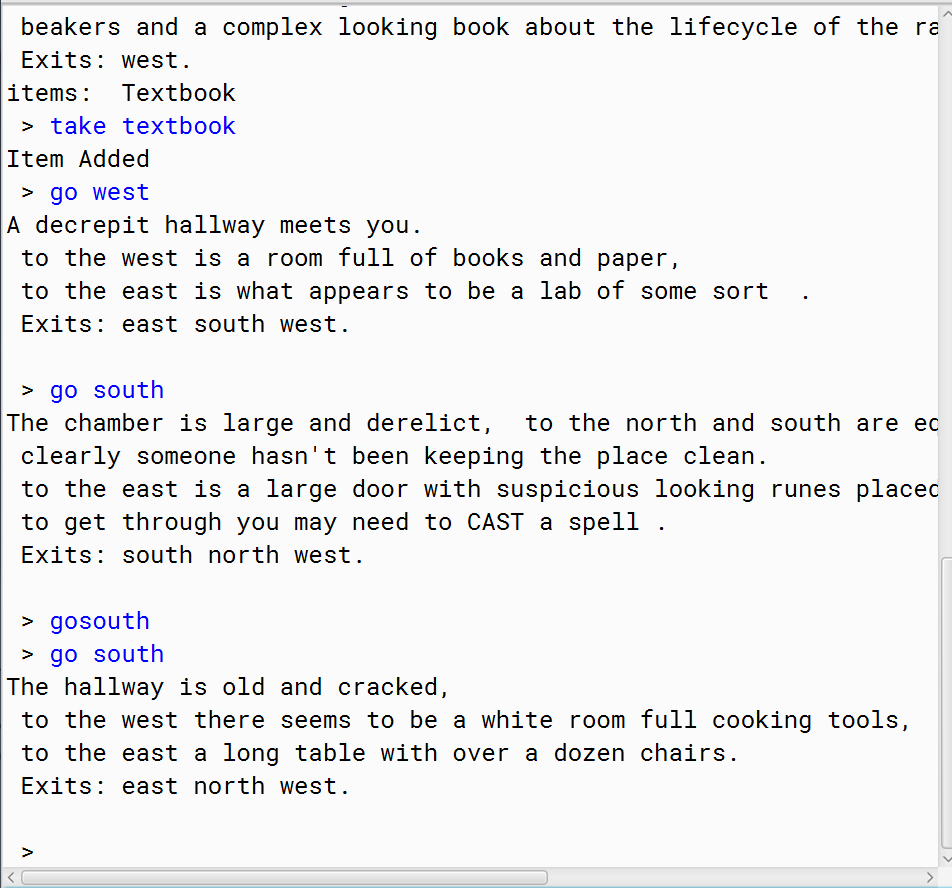 beakers and a complex looking book about the lifecycle of the
Exits: west.
items:  Textbook
> take textbook
Item Added
> go west
A decrepit hallway meets you.
to the west is a room full of books and paper,
to the east is what appears to be a lab of some sort  .
Exits: east south west.
> go south
The chamber is large and derelict,  to the north and south are
clearly someone hasn't been keeping the place clean.
to the east is a large door with suspicious looking runes placed
to get through you may need to CAST a spell .
Exits: south north west.
> gosouth
> go south
The hallway is old and cracked,
to the west there seems to be a white room full cooking tools,
to the east a long table with over a dozen chairs.
Exits: east north west.
>